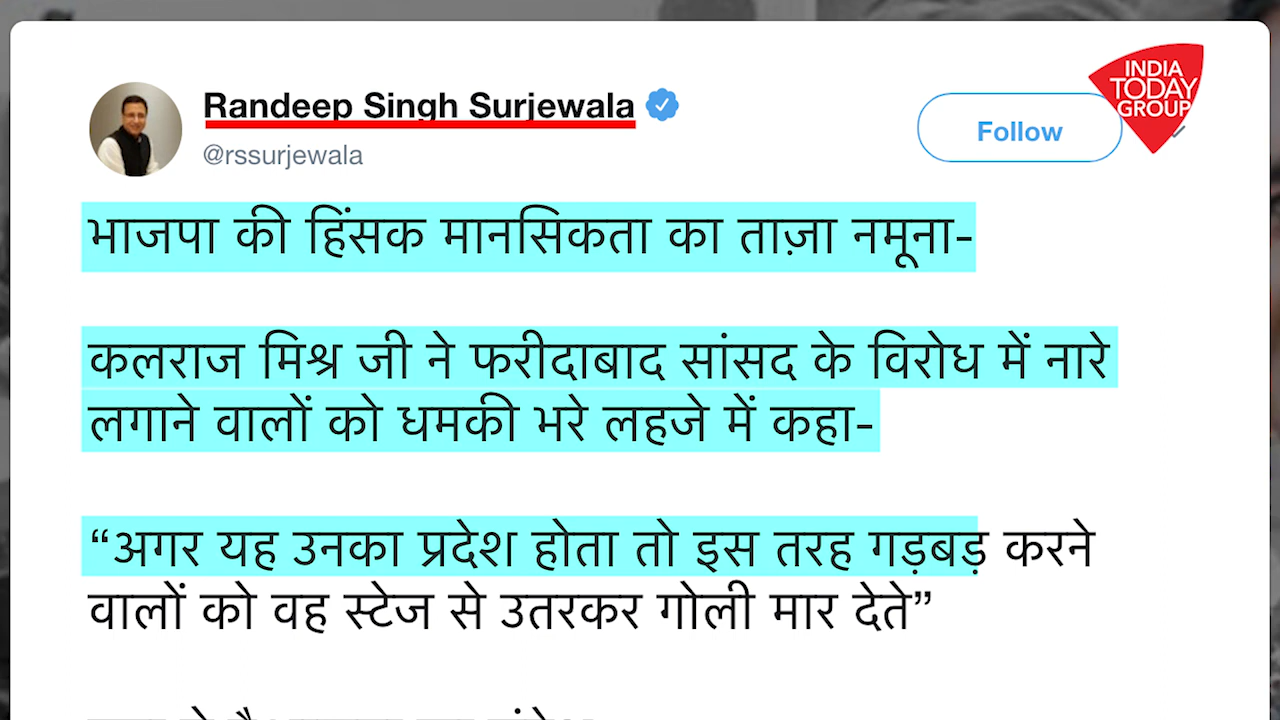 Randeep Singh Surjewala
@rssurjewala
Follow
INDIA
TODAY
GROUP
भाजपा की हिंसक मानसिकता का ताज़ा नमूना-
कलराज मिश्र जी ने फरीदाबाद सांसद के विरोध में नारे
लगाने वालों को धमकी भरे लहजे में कहा-
“अगर यह उनका प्रदेश होता तो इस तरह गड़बड़ करने
वालों को वह स्टेज से उतरकर गोली मार देते”